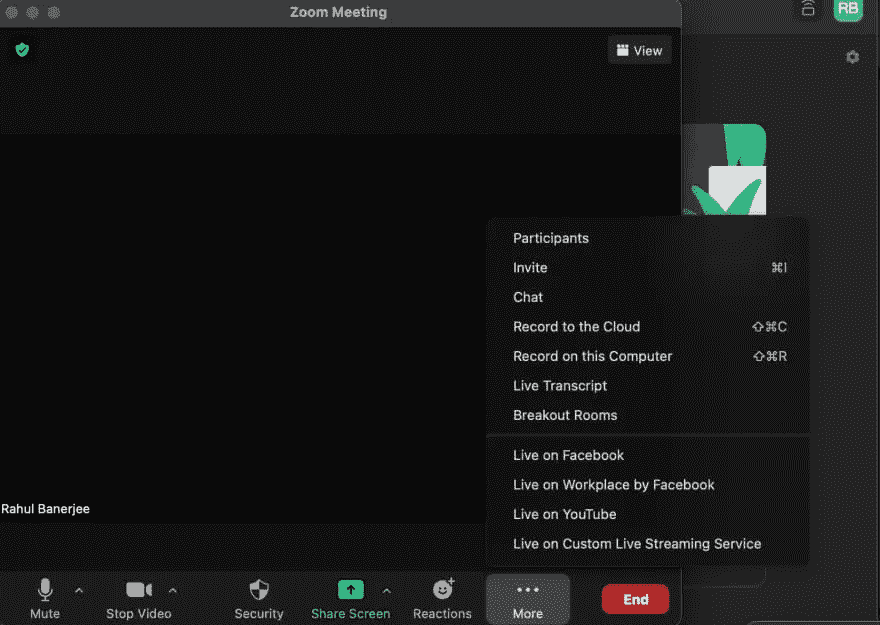 Zoom Meeting
RB
View
Participants
Invite ⌘I
Chat
Record to the Cloud ⇧⌘C
Record on this Computer ⇧⌘R
Live Transcript
Breakout Rooms
Live on Facebook
Live on Workplace by Facebook
Live on YouTube
Live on Custom Live Streaming Service
Rahul Banerjee
Mute
Stop Video
Security
Share Screen
Reactions
More
End